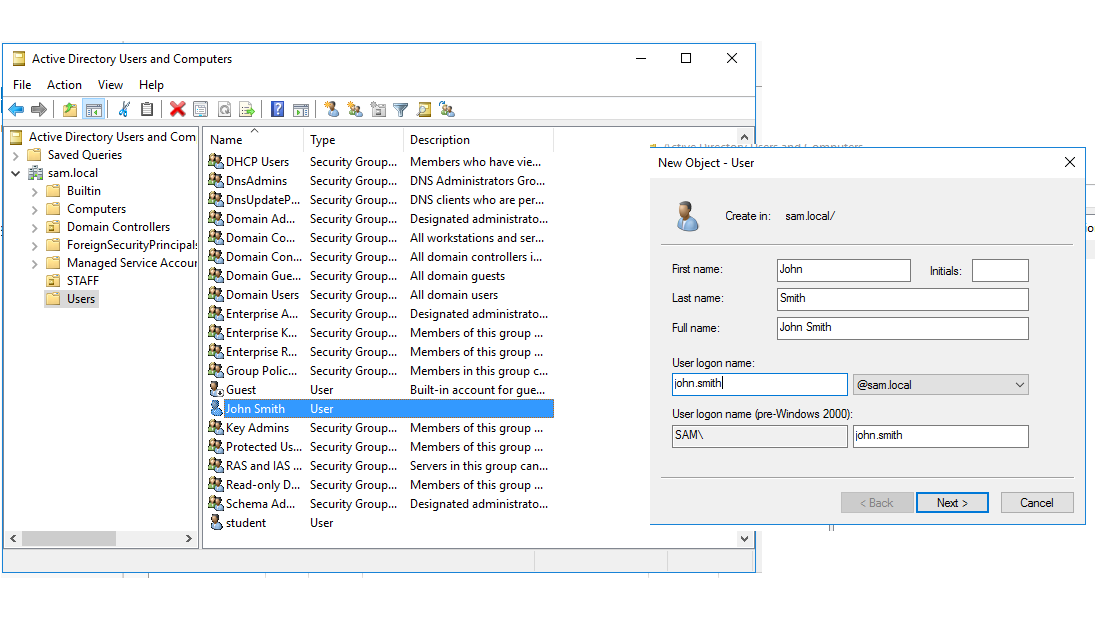 Active Directory Users and Computers
File Action View Help
Active Directory Users and Com
Saved Queries
sam.local
Builtin
Computers
Domain Controllers
ForeignSecurityPrincipals
Managed Service Accour
STAFF
Users
Name Type Description
DHCP Users Security Group... Members who have vie...
DnsAdmins Security Group... DNS Administrators Gro...
DnsUpdateP... Security Group... DNS clients who are per...
Domain Ad... Security Group... Designated administrato...
Domain Co... Security Group... All workstations and ser...
Domain Con... Security Group... All domain controllers i...
Domain Gue... Security Group... All domain guests
Domain Users Security Group... All domain users
Enterprise A... Security Group... Designated administrato...
Enterprise K... Security Group... Members of this group ...
Enterprise R... Security Group... Members of this group ...
Group Polic... Security Group... Members in this group c...
Guest User Built-in account for gue...
John Smith User
Key Admins Security Group... Members of this group ...
Protected Us... Security Group... Members of this group ...
RAS and IAS ... Security Group... Servers in this group can...
Read-only D... Security Group... Members of this group ...
Schema Ad... Security Group... Designated administrato...
student User
Active Directory Users and Computers
New Object - User
Create in: sam.local/
First name: John Initials:
Last name: Smith
Full name: John Smith
User logon name:
john.smith @sam.local
User logon name (pre-Windows 2000):
SAM\ john.smith
< Back Next > Cancel